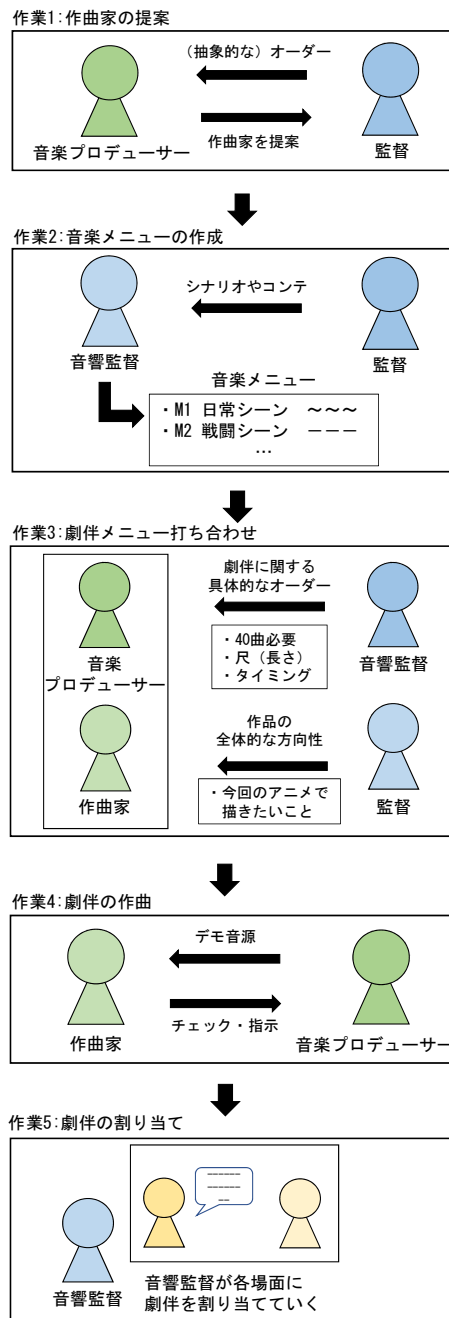 作業1:作曲家の提案
（抽象的な）オーダー
作曲家を提案
音楽プロデューサー
監督
作業2:音楽メニューの作成
シナリオやコンテ
音響監督
監督
音楽メニュー
・M1 日常シーン ～～～
・M2 戦闘シーン −−−
…
作業3:劇伴メニュー打ち合わせ
劇伴に関する
具体的なオーダー
・40曲必要
・尺（長さ）
・タイミング
音楽
プロデューサー
音響監督
作品の
全体的な方向性
・今回のアニメで
描きたいこと
作曲家
監督
作業4:劇伴の作曲
デモ音源
チェック・指示
作曲家
音楽プロデューサー
作業5:劇伴の割り当て
音響監督
音響監督が各場面に
劇伴を割り当てていく